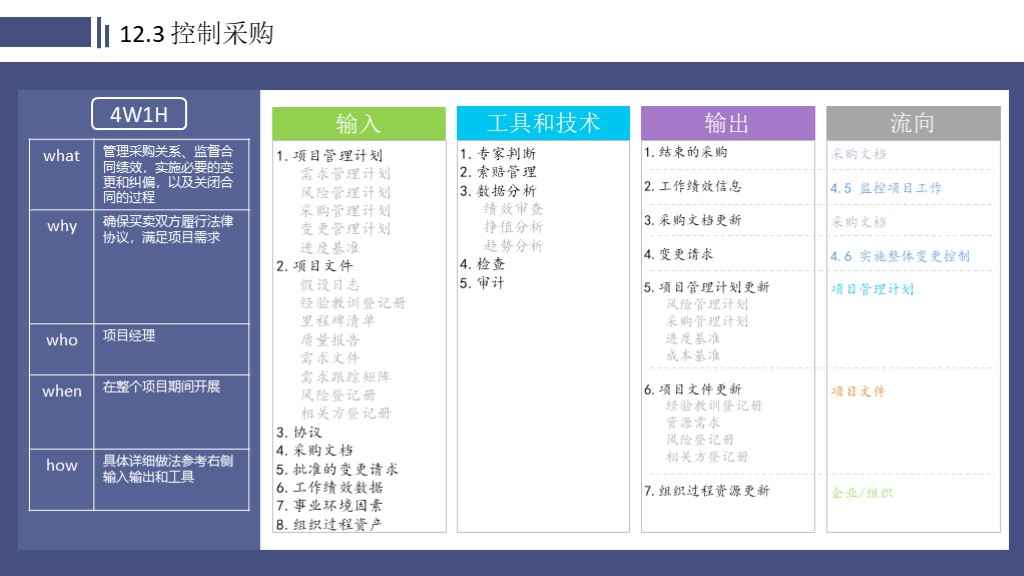 12.3 控制采购
4W1H
what
管理采购关系、监督合
同绩效，实施必要的变
更和纠偏，以及关闭合
同的过程
why
确保买卖双方履行法律
协议，满足项目需求
who
项目经理
when
在整个项目期间开展
how
具体详细做法参考右侧
输入输出和工具
输入
1. 项目管理计划
需求管理计划
风险管理计划
采购管理计划
变更管理计划
进度基准
2. 项目文件
假设日志
经验教训登记册
里程碑清单
质量报告
需求文件
需求跟踪矩阵
风险登记册
相关方登记册
3. 协议
4. 采购文档
5. 批准的变更请求
6. 工作绩效数据
7. 事业环境因素
8. 组织过程资产
工具和技术
1. 专家判断
2. 索赔管理
3. 数据分析
绩效审查
挣值分析
趋势分析
4. 检查
5. 审计
输出
1. 结束的采购
2. 工作绩效信息
3. 采购文档更新
4. 变更请求
5. 项目管理计划更新
风险管理计划
采购管理计划
进度基准
成本基准
6. 项目文件更新
经验教训登记册
资源需求
风险登记册
相关方登记册
7. 组织过程资源更新
流向
采购文档
4.5 监控项目工作
采购文档
4.6 实施整体变更控制
项目管理计划
项目文件
企业/组织